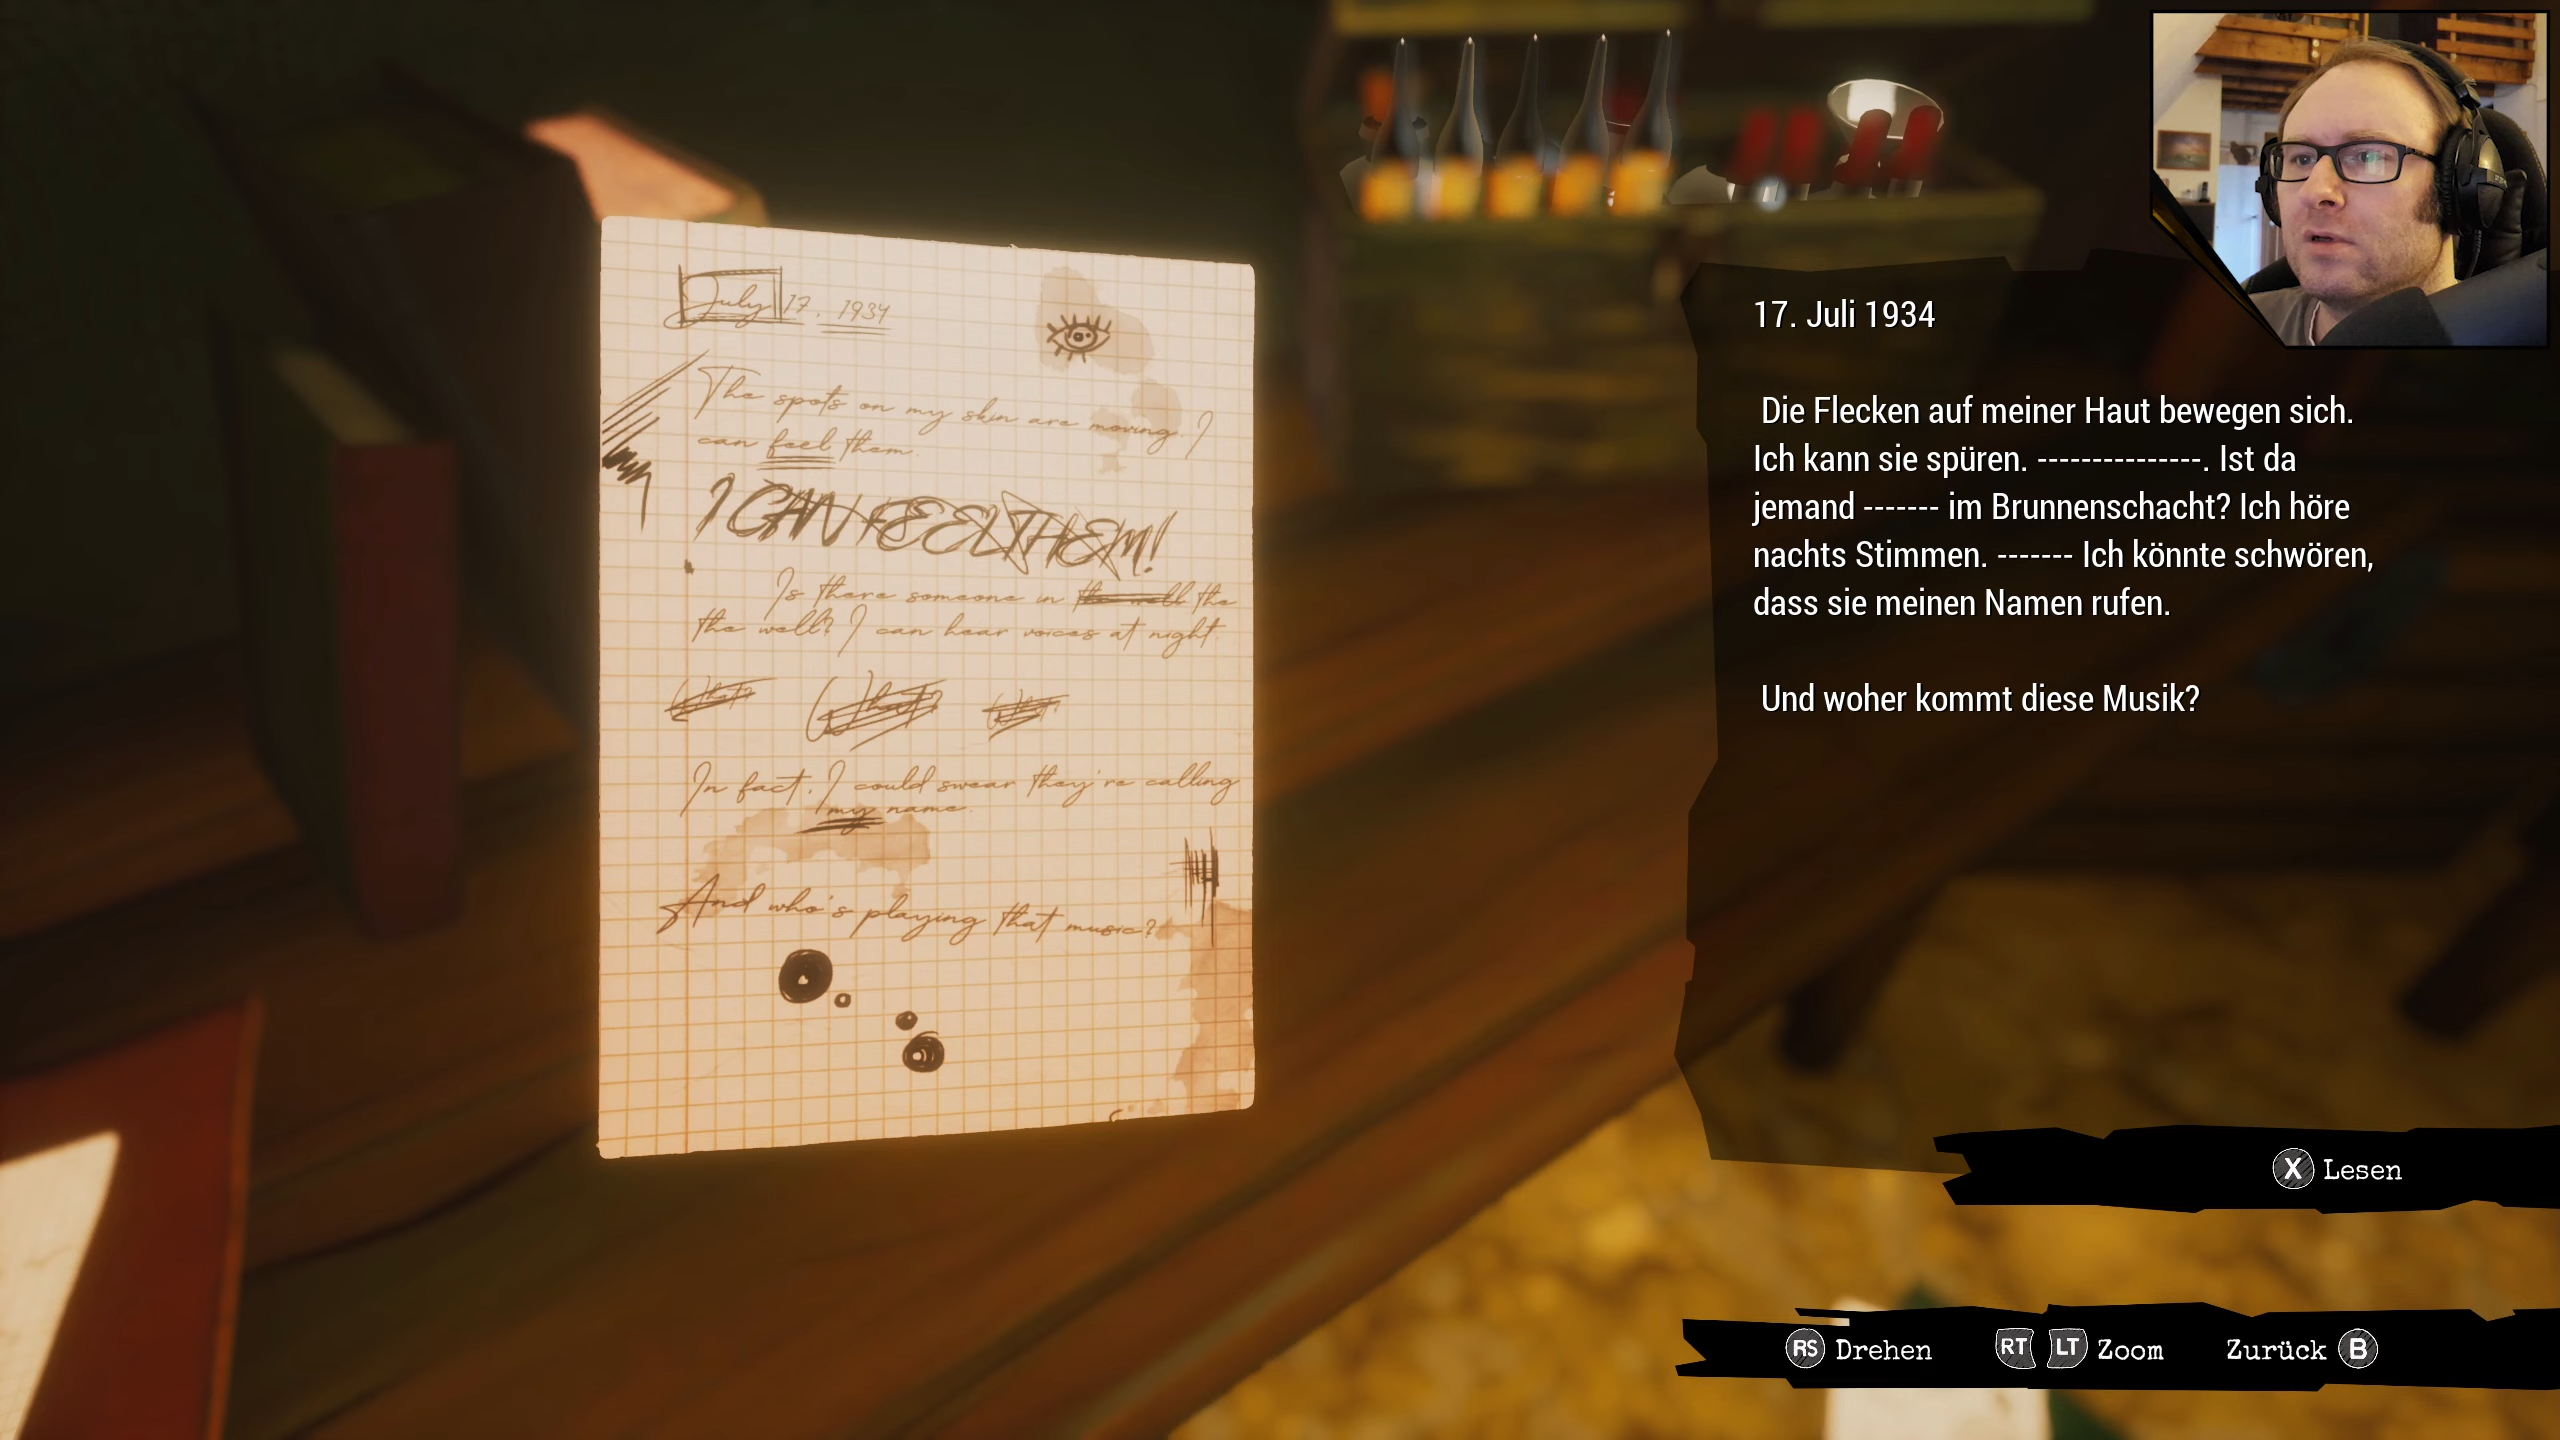 July 17, 1934
The spots on my skin are moving. I
can feel them.
I CAN FEEL THEM!
Is there someone in the well the
the well? I can hear voices at night.
What? What? What?
In fact, I could swear they're calling
my name.
And who's playing that music?
17. Juli 1934
Die Flecken auf meiner Haut bewegen sich.
Ich kann sie spüren. ---------------. Ist da
jemand ------- im Brunnenschacht? Ich höre
nachts Stimmen. ------- Ich könnte schwören,
dass sie meinen Namen rufen.
Und woher kommt diese Musik?
X Lesen
RS Drehen RT LT Zoom Zurück B